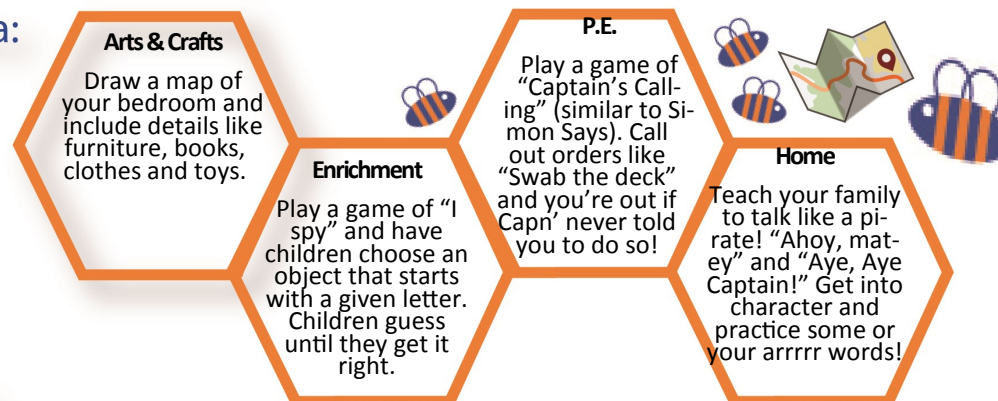 a:
Arts & Crafts
Draw a map of
your bedroom and
include details like
furniture, books,
clothes and toys.
Enrichment
Play a game of “I
spy” and have
children choose an
object that starts
with a given letter.
Children guess
until they get it
right.
P.E.
Play a game of
“Captain’s Call-
ing” (similar to Si-
mon Says). Call
out orders like
“Swab the deck”
and you’re out if
Capn’ never told
you to do so!
Home
Teach your family
to talk like a pi-
rate! “Ahoy, mat-
ey” and “Aye, Aye
Captain!” Get into
character and
practice some or
your arrrrr words!